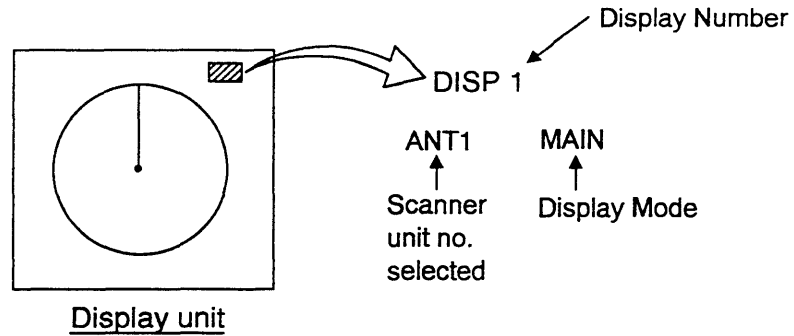 Display Number
DISP 1
ANT1 MAIN
Scanner
unit no.
selected
Display Mode
Display unit